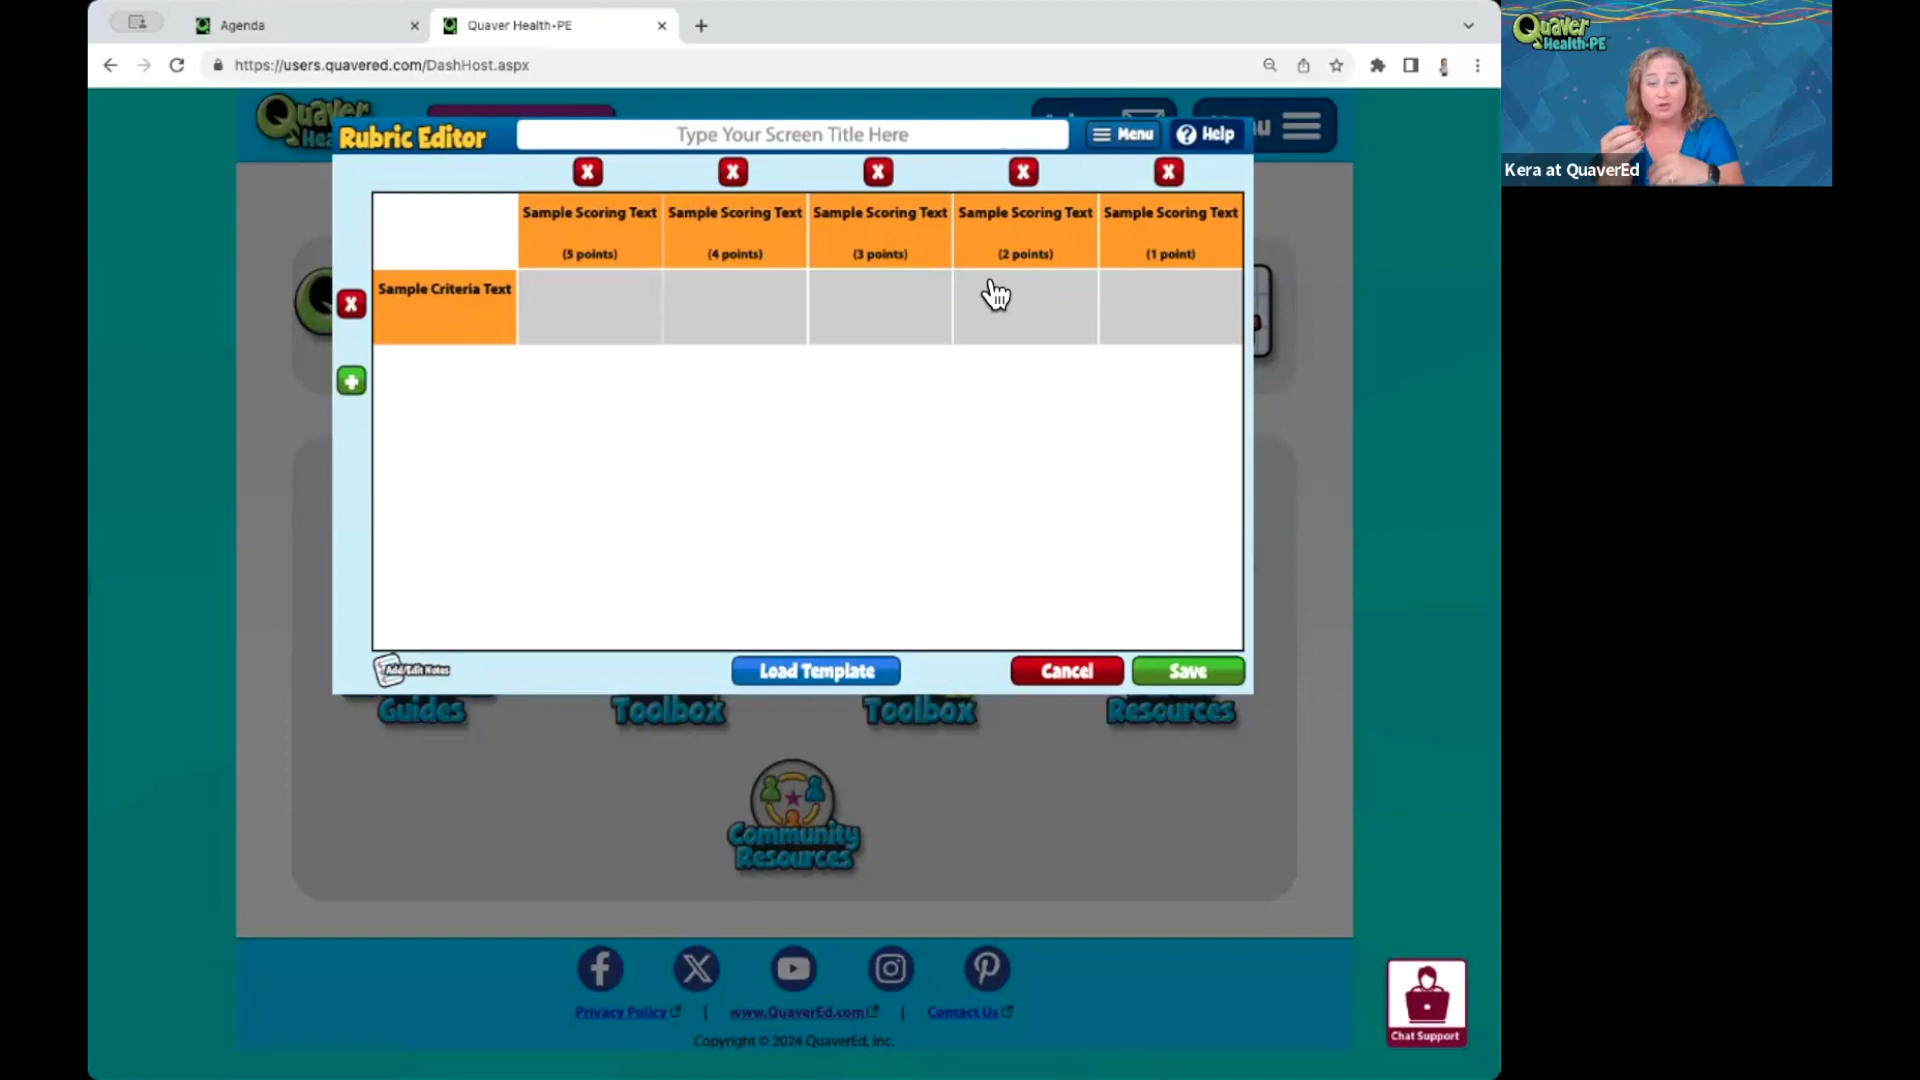 Agenda
Quaver Health•PE
https://users.quavered.com/DashHost.aspx
Quaver
Health•PE
Kera at QuaverEd
Quaver
Rubric Editor
Type Your Screen Title Here
Menu
Help
X X X X X
Sample Scoring Text Sample Scoring Text Sample Scoring Text Sample Scoring Text Sample Scoring Text
(5 points) (4 points) (3 points) (2 points) (1 point)
X
Sample Criteria Text
Add/Edit Notes
Load Template
Cancel
Save
Guides
Toolbox
Toolbox
Resources
Community
Resources
Privacy Policy | www.QuaverEd.com | Contact Us
Copyright © 2024 QuaverEd, Inc.
Chat Support